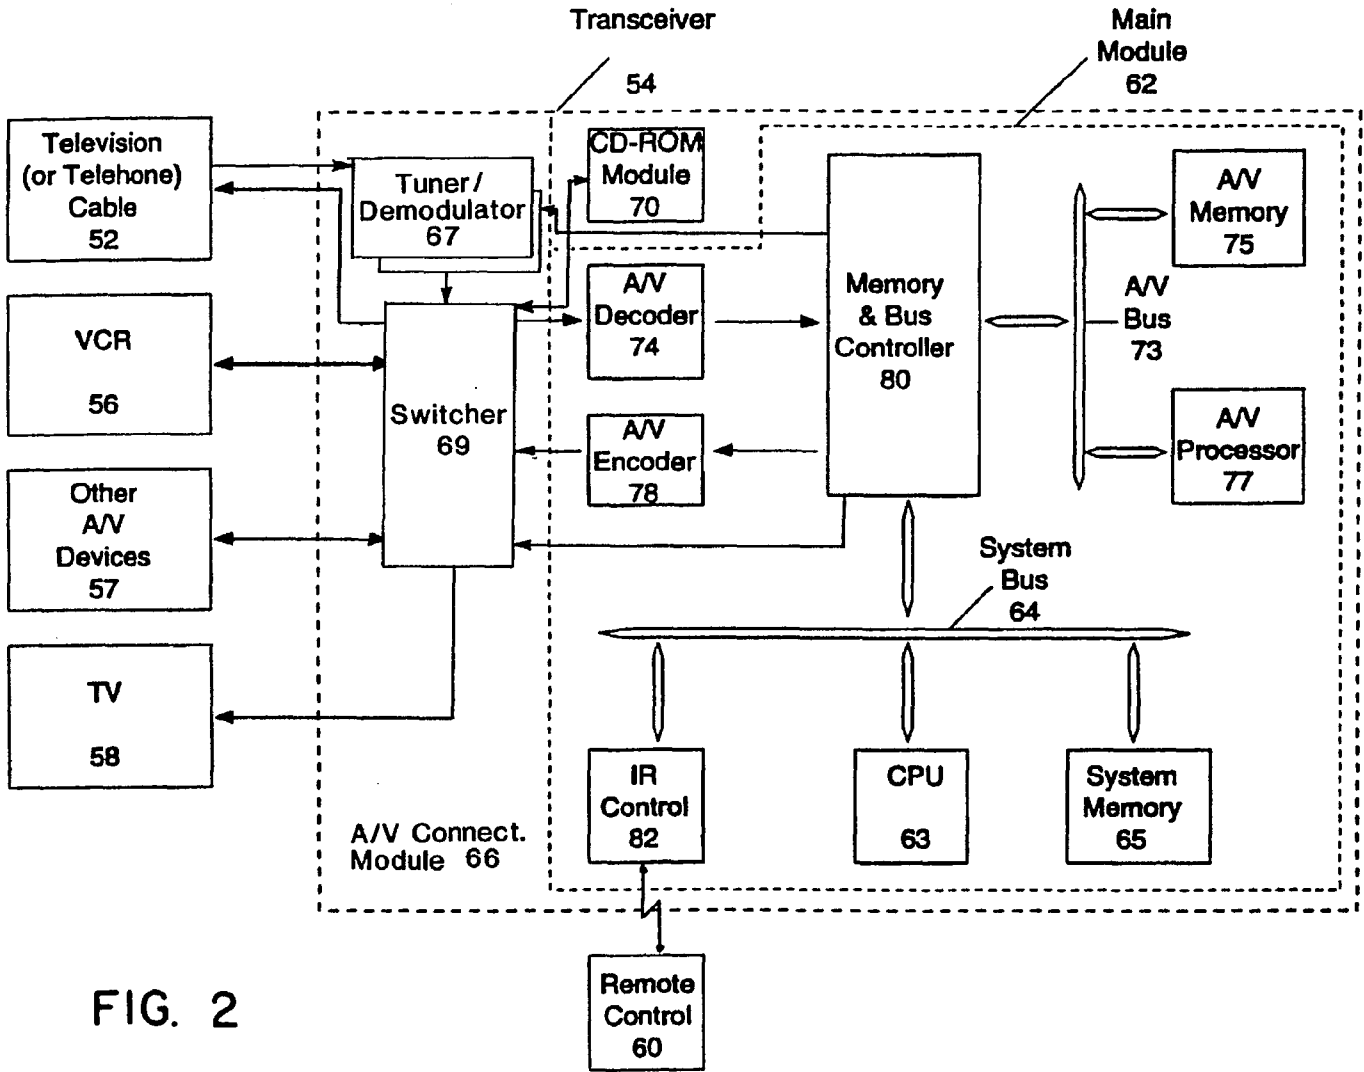 Transceiver
54
Main
Module
62
Television
(or Telehone)
Cable
52
Tuner/
Demodulator
67
CD-ROM
Module
70
A/V
Memory
75
VCR
56
A/V
Decoder
74
Memory
& Bus
Controller
80
A/V
Bus
73
Switcher
69
A/V
Encoder
78
A/V
Processor
77
Other
A/V
Devices
57
System
Bus
64
TV
58
IR
Control
82
CPU
63
System
Memory
65
A/V Connect.
Module 66
Remote
Control
60
FIG. 2